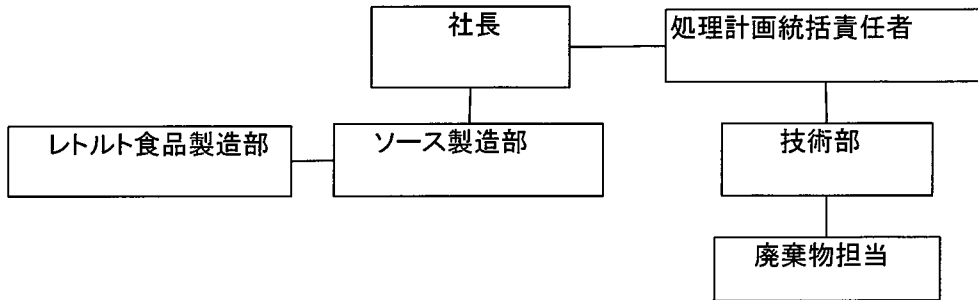 社長
処理計画統括責任者
レトルト食品製造部
ソース製造部
技術部
廃棄物担当